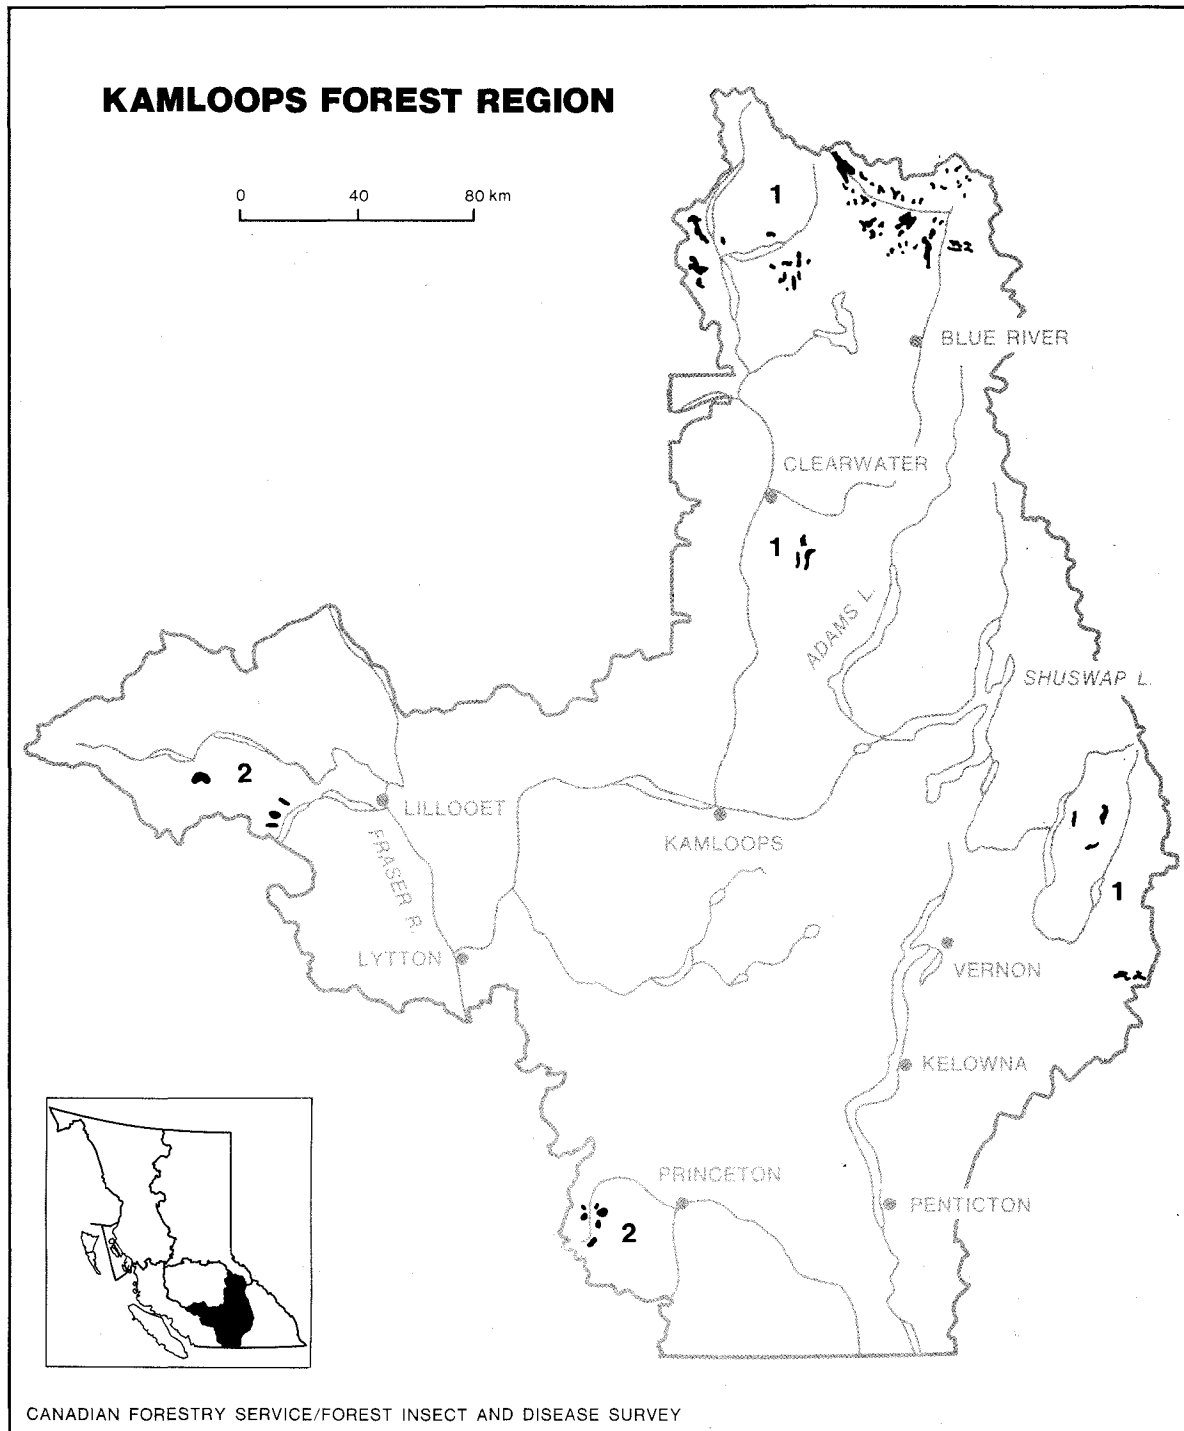 KAMLOOPS FOREST REGION
0 40 80 km
1
BLUE RIVER
CLEARWATER
1
ADAMS L.
SHUSWAP L.
2
LILLOOET
KAMLOOPS
FRASER R.
1
LYTTON
VERNON
KELOWNA
PRINCETON
PENTICTON
2
CANADIAN FORESTRY SERVICE/FOREST INSECT AND DISEASE SURVEY